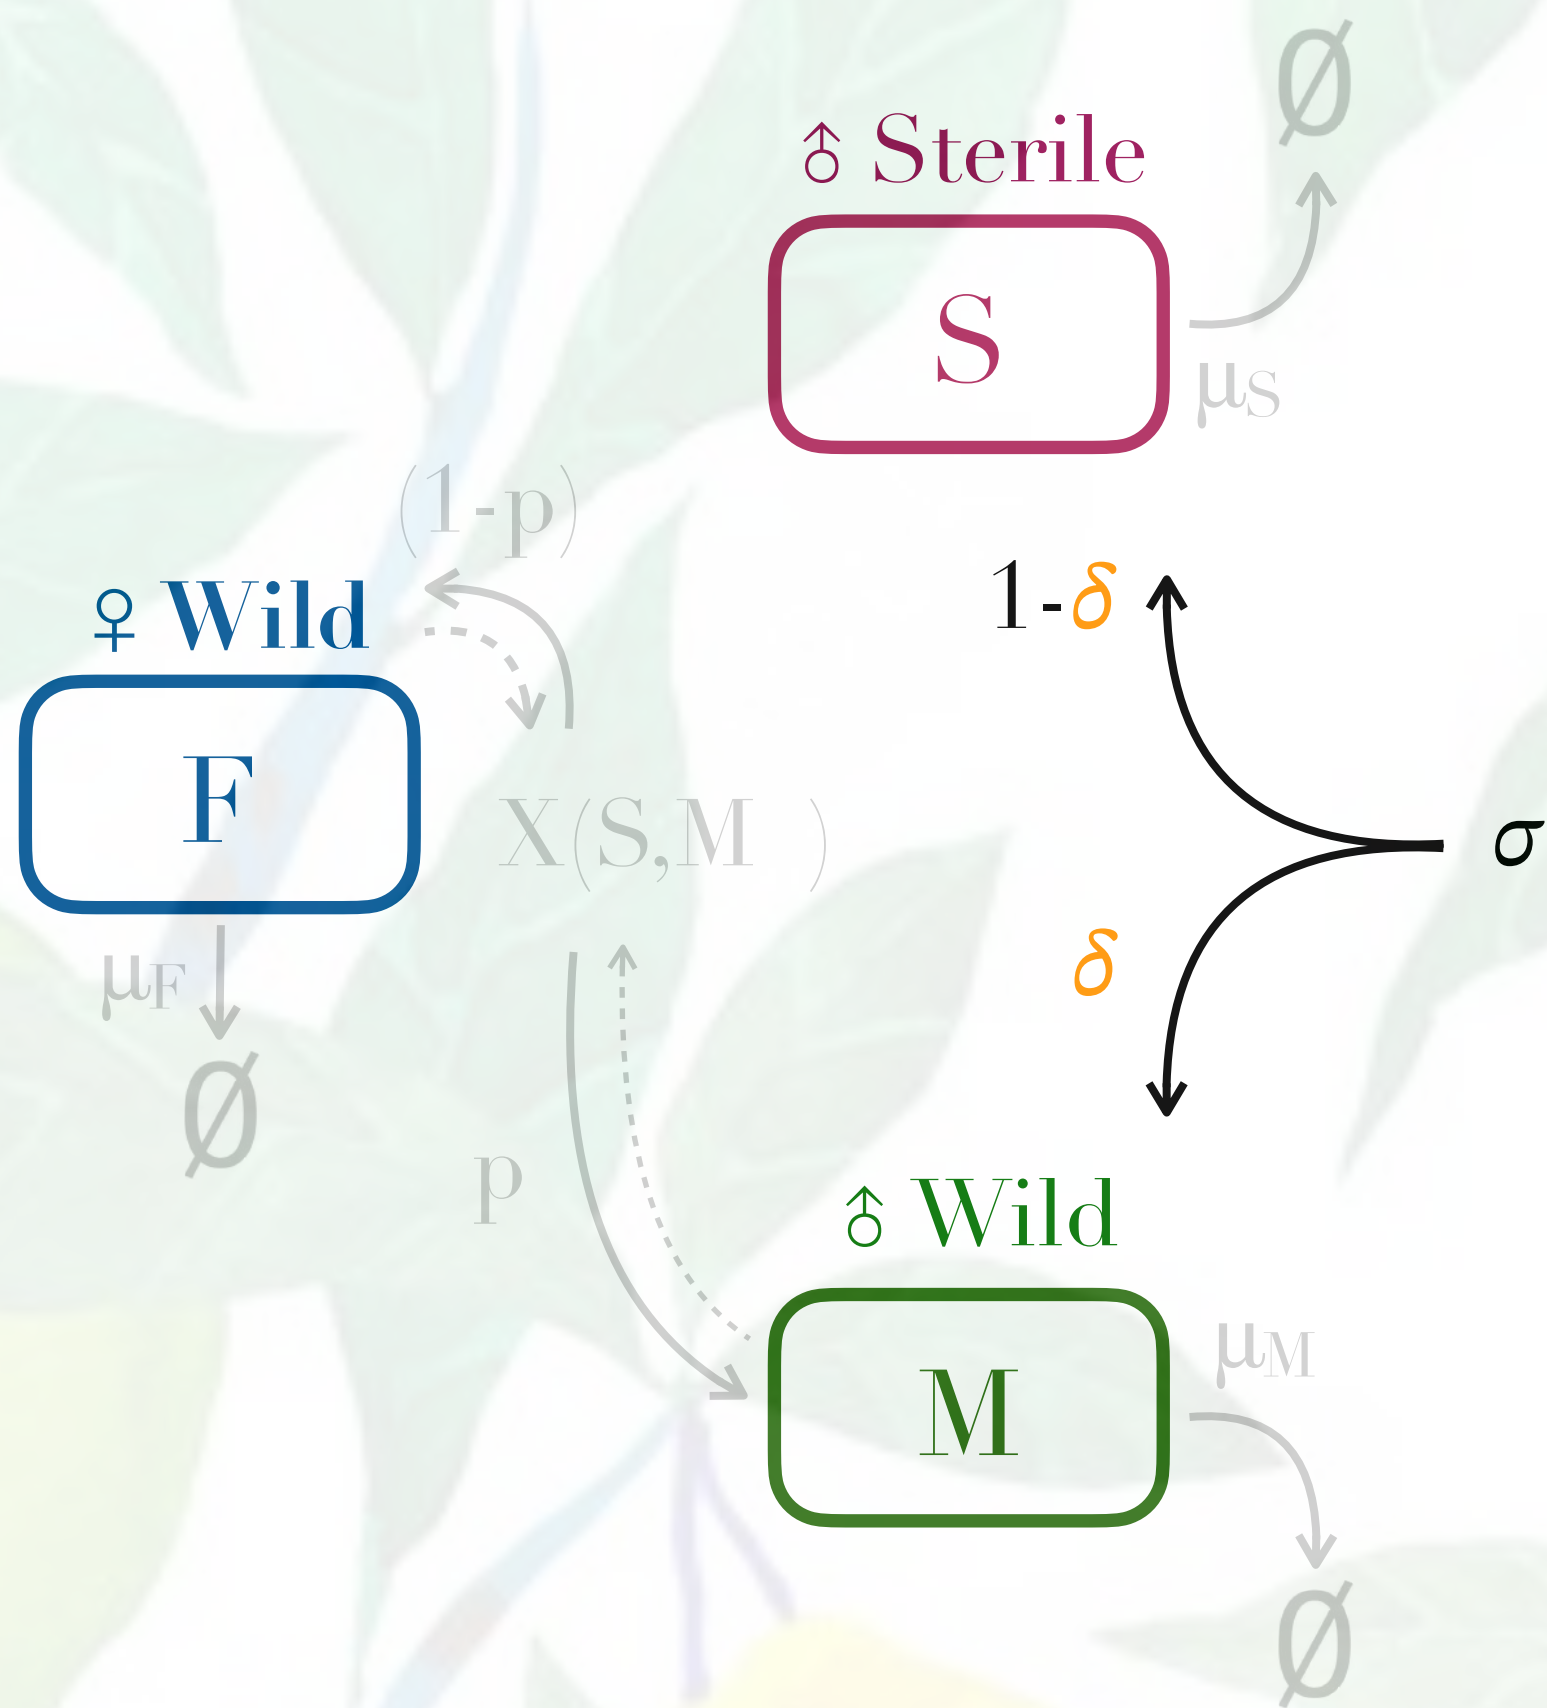 Ø
♂ Sterile
S
μS
(1-p)
1-δ
♀ Wild
F
X(S,M )
σ
μF
δ
Ø
p
♂ Wild
μM
M
Ø